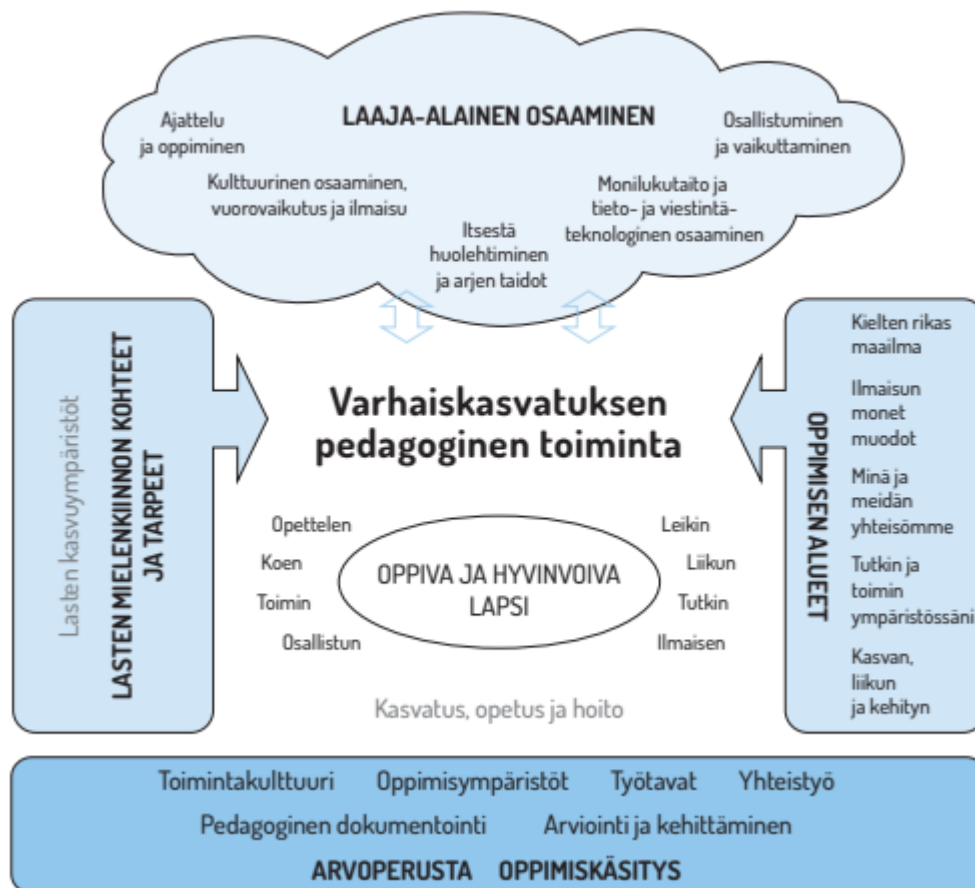 LAAJA-ALAINEN OSAAMINEN
Ajattelu
ja oppiminen
Kulttuurinen osaaminen,
vuorovaikutus ja ilmaisu
Itsestä
huolehtiminen
ja arjen taidot
Monilukutaito ja
tieto- ja viestintä-
teknologinen osaaminen
Osallistuminen
ja vaikuttaminen
Lasten kasvuympäristöt
LASTEN MIELENKIINNON KOHTEET
JA TARPEET
Varhaiskasvatuksen
pedagoginen toiminta
Opettelen
Koen
Toimin
Osallistun
OPPIVA JA HYVINVOIVA
LAPSI
Leikin
Liikun
Tutkin
Ilmaisen
Kasvatus, opetus ja hoito
OPPIMISEN ALUEET
Kielten rikas
maailma
Ilmaisun
monet
muodot
Minä ja
meidän
yhteisömme
Tutkin ja
toimin
ympäristössäni
Kasvan,
liikun
ja kehityn
Toimintakulttuuri Oppimisympäristöt Työtavat Yhteistyö
Pedagoginen dokumentointi Arviointi ja kehittäminen
ARVOPERUSTA OPPIMISKÄSITYS